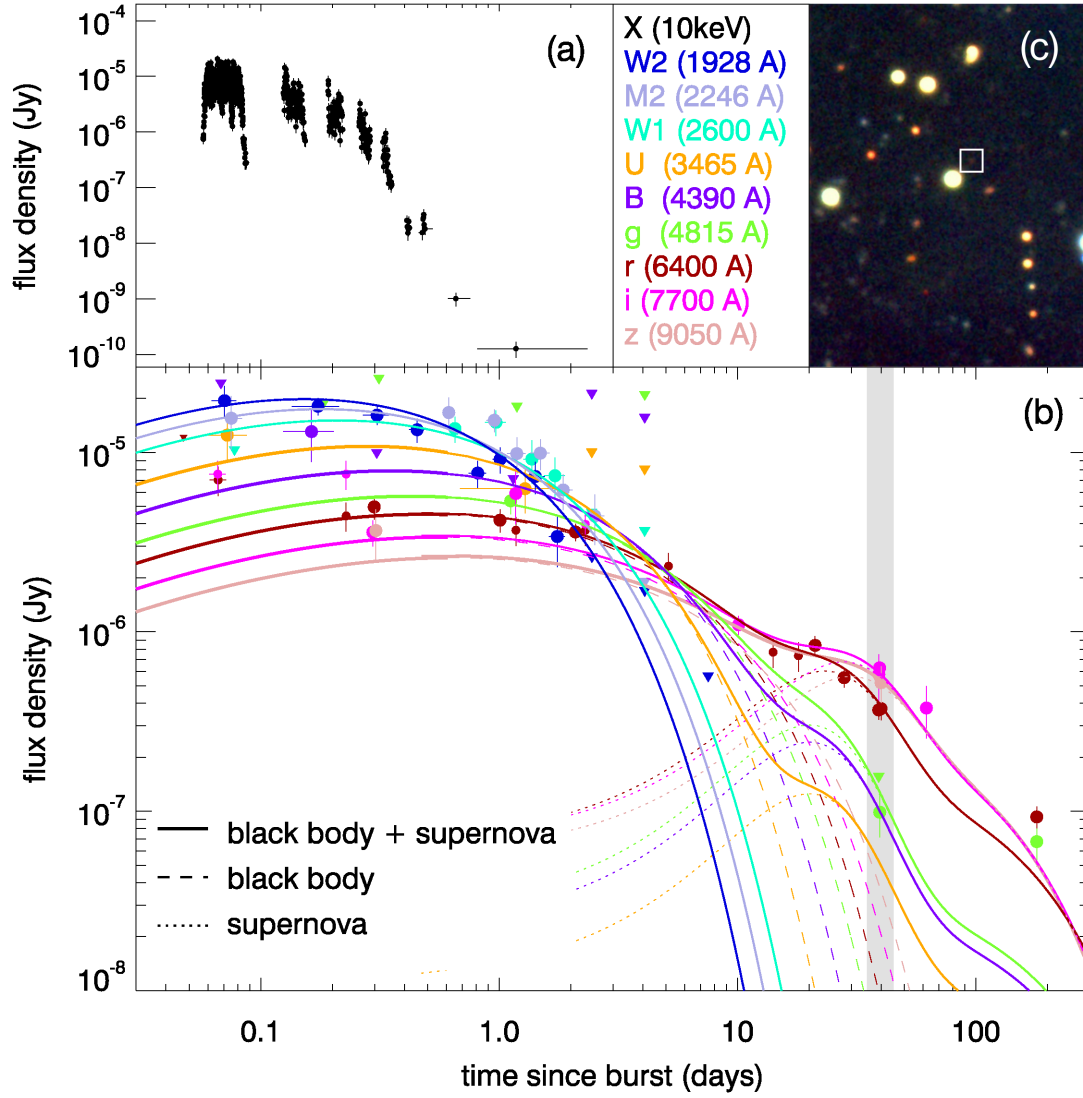 (a)
flux density (Jy)
10-4
10-5
10-6
10-7
10-8
10-9
10-10
X (10keV)
W2 (1928 A)
M2 (2246 A)
W1 (2600 A)
U (3465 A)
B (4390 A)
g (4815 A)
r (6400 A)
i (7700 A)
z (9050 A)
(c)
(b)
flux density (Jy)
10-5
10-6
10-7
10-8
black body + supernova
black body
supernova
0.1 1.0 10 100
time since burst (days)